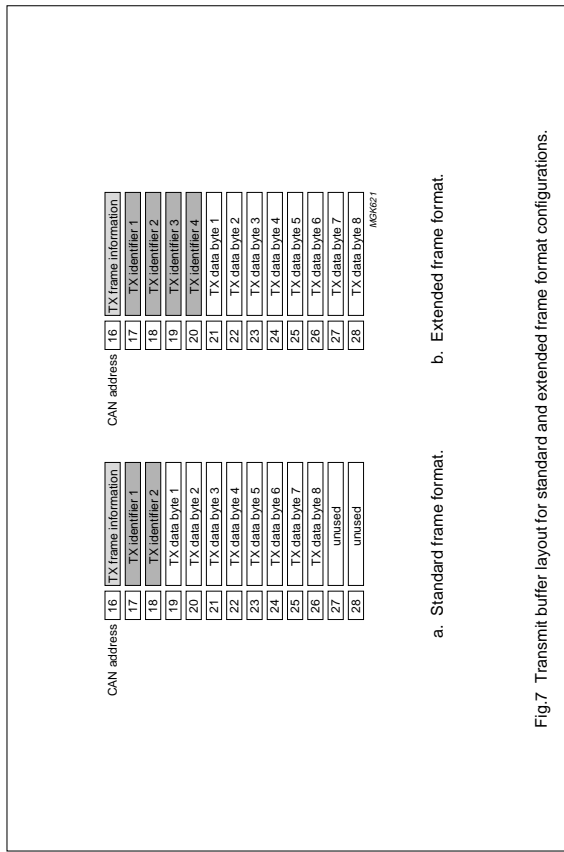 CAN address 16 TX frame information
17 TX identifier 1
18 TX identifier 2
19 TX data byte 1
20 TX data byte 2
21 TX data byte 3
22 TX data byte 4
23 TX data byte 5
24 TX data byte 6
25 TX data byte 7
26 TX data byte 8
27 unused
28 unused
a. Standard frame format.
CAN address 16 TX frame information
17 TX identifier 1
18 TX identifier 2
19 TX identifier 3
20 TX identifier 4
21 TX data byte 1
22 TX data byte 2
23 TX data byte 3
24 TX data byte 4
25 TX data byte 5
26 TX data byte 6
27 TX data byte 7
28 TX data byte 8
MGK621
b. Extended frame format.
Fig.7 Transmit buffer layout for standard and extended frame format configurations.